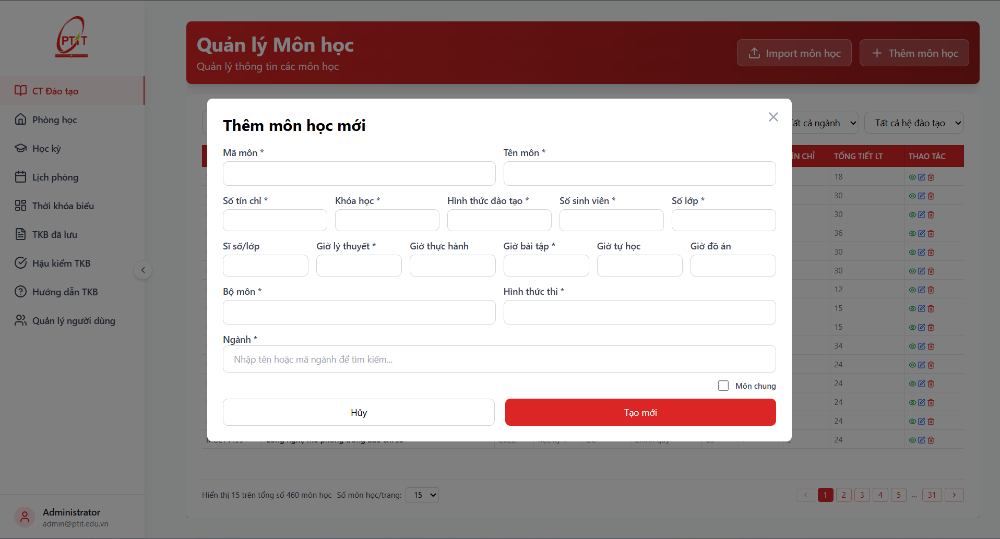 PTIT
CT Đào tạo
Phòng học
Học kỳ
Lịch phòng
Thời khóa biểu
TKB đã lưu
Hậu kiểm TKB
Hướng dẫn TKB
Quản lý người dùng
Administrator
admin@ptit.edu.vn
Quản lý Môn học
Quản lý thông tin các môn học
Import môn học
Thêm môn học
Tất cả ngành
Tất cả hệ đào tạo
TỔNG TIẾT LT
THAO TÁC
18
30
30
36
30
30
12
15
15
34
24
24
24
24
24
Thêm môn học mới
Mã môn *
Tên môn *
Số tín chỉ *
Khóa học *
Hình thức đào tạo *
Số sinh viên *
Số lớp *
Sĩ số/lớp
Giờ lý thuyết *
Giờ thực hành
Giờ bài tập *
Giờ tự học
Giờ đồ án
Bộ môn *
Hình thức thi *
Ngành *
Nhập tên hoặc mã ngành để tìm kiếm...
Môn chung
Hủy
Tạo mới
Hiển thị 15 trên tổng số 460 môn học
Số môn học/trang:
15
1 2 3 4 5 ... 31